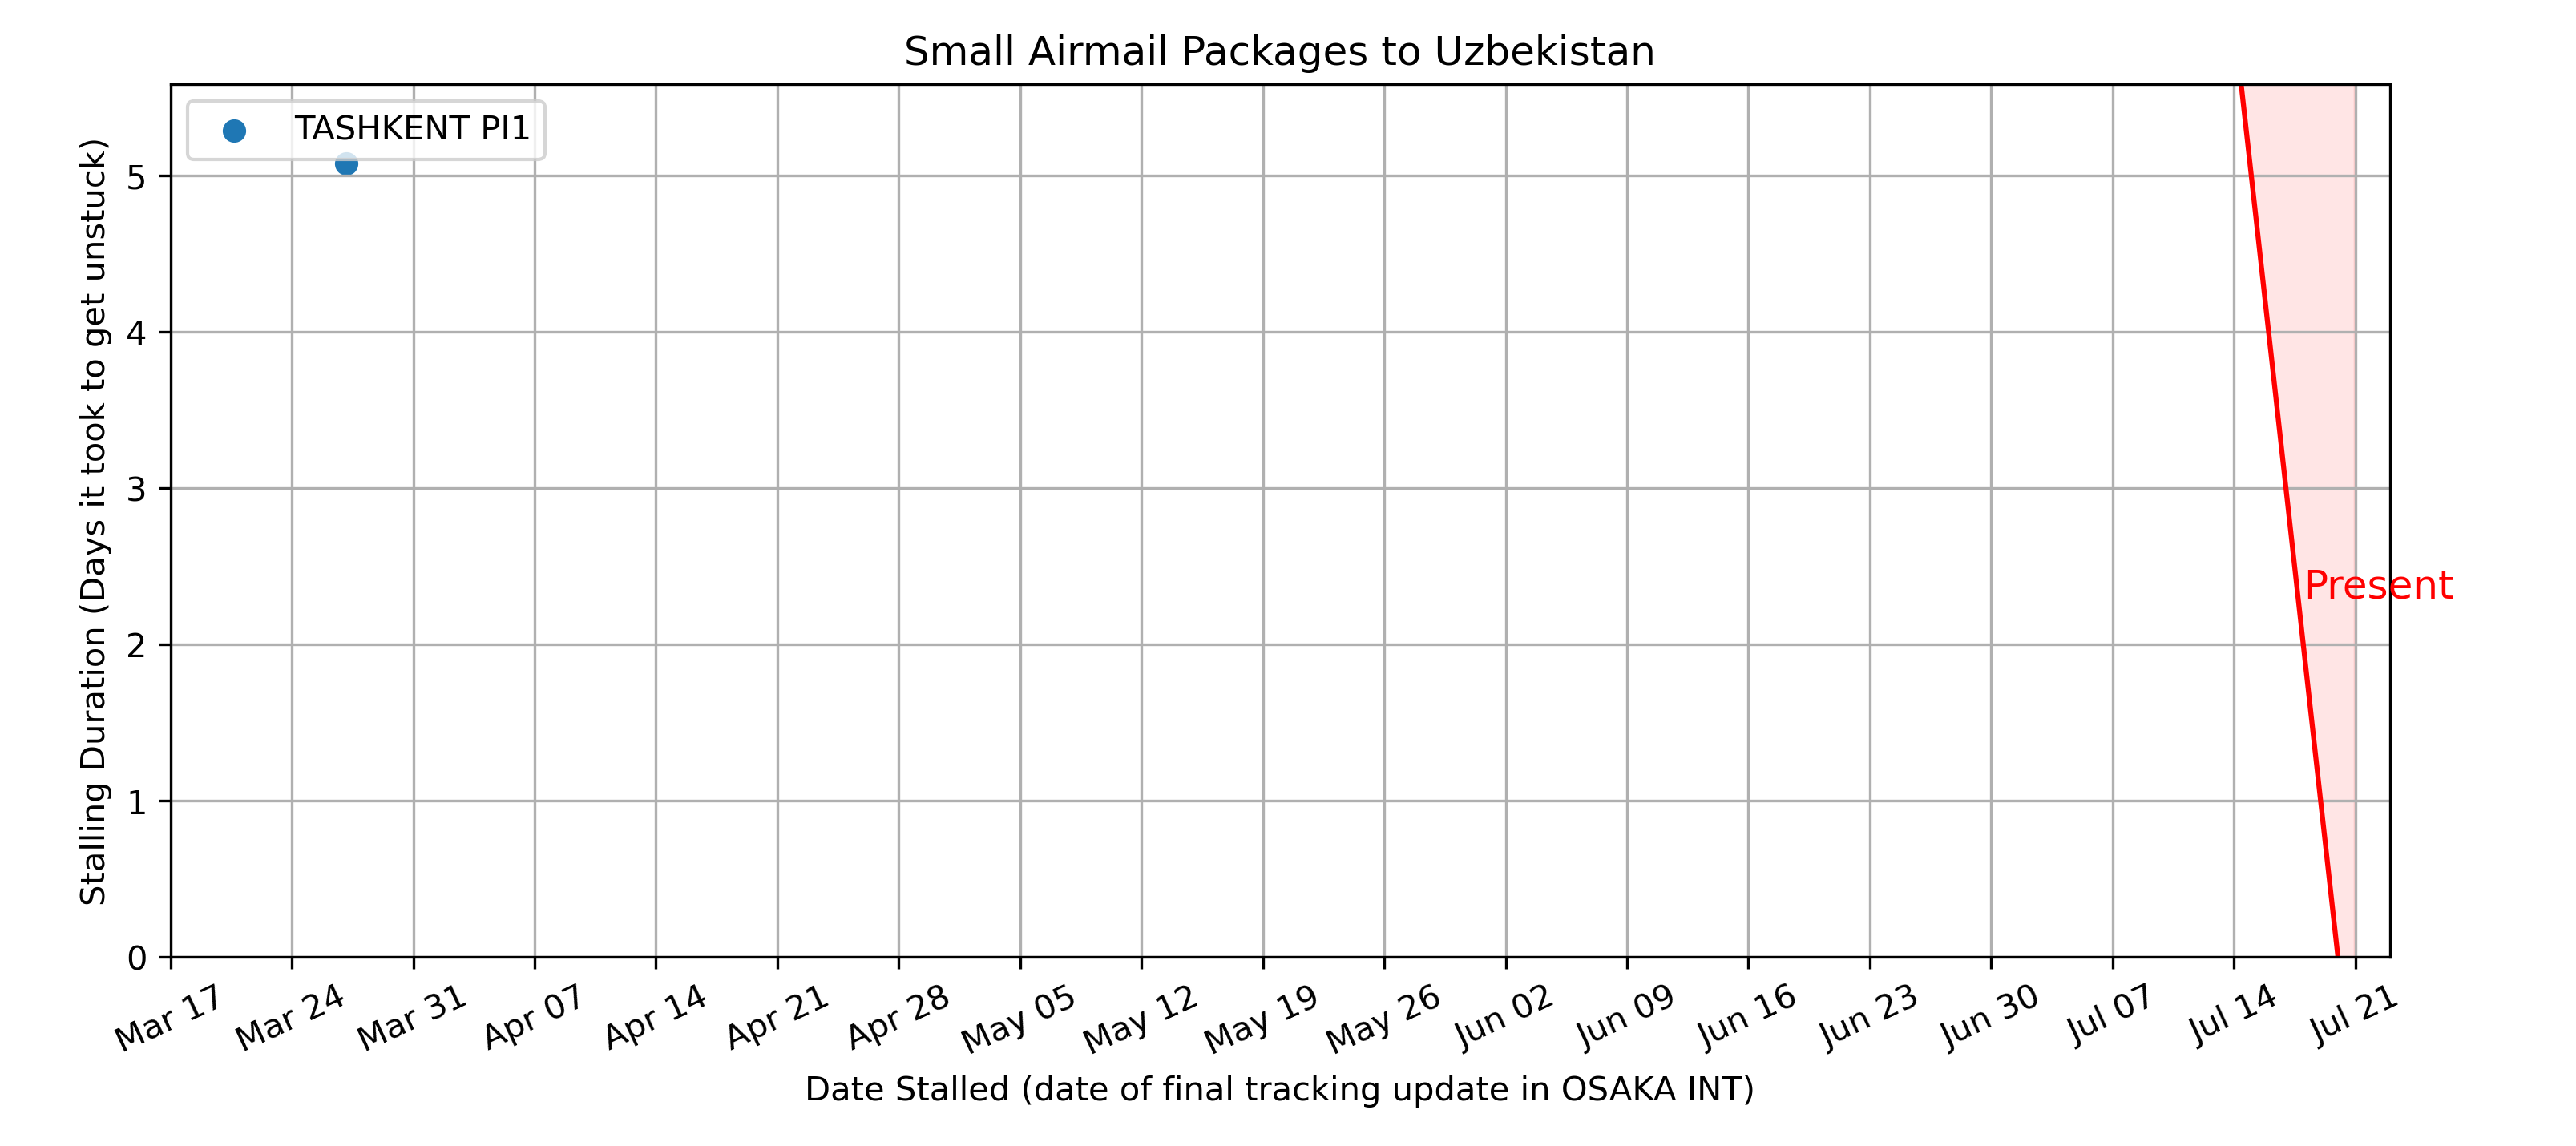 Small Airmail Packages to Uzbekistan
TASHKENT PI1
Stalling Duration (Days it took to get unstuck)
5
4
3
2
1
0
Present
Mar 17
Mar 24
Mar 31
Apr 07
Apr 14
Apr 21
Apr 28
May 05
May 12
May 19
May 26
Jun 02
Jun 09
Jun 16
Jun 23
Jun 30
Jul 07
Jul 14
Jul 21
Date Stalled (date of final tracking update in OSAKA INT)